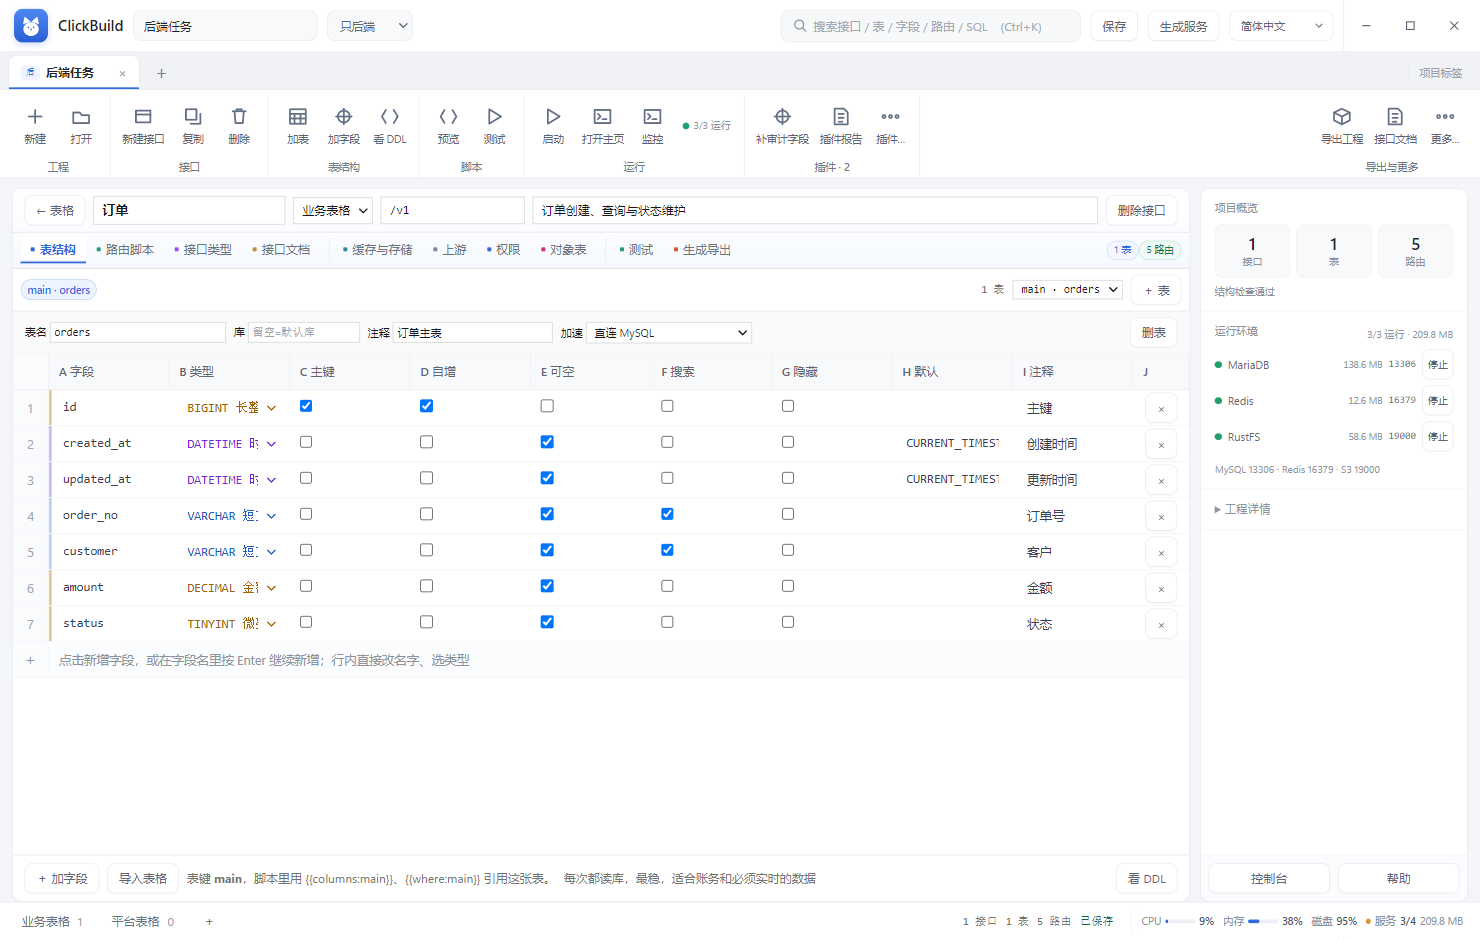 ClickBuild 后端任务 只后端 搜索接口 / 表 / 字段 / 路由 / SQL (Ctrl+K) 保存 生成服务 简体中文
后 后端任务 × + 项目标签
新建 打开 新建接口 复制 删除 加表 加字段 看 DDL 预览 测试 启动 打开主页 监控 3/3 运行 补审计字段 插件报告 插件... 导出工程 接口文档 更多...
工程 接口 表结构 脚本 运行 插件 · 2 导出与更多
← 表格 订单 业务表格 /v1 订单创建、查询与状态维护 删除接口
表结构 路由脚本 接口类型 接口文档 缓存与存储 上游 权限 对象表 测试 生成导出 1 表 5 路由
main · orders 1 表 main · orders + 表
表名 orders 库 留空=默认库 注释 订单主表 加速 直连 MySQL 删表
A 字段 B 类型 C 主键 D 自增 E 可空 F 搜索 G 隐藏 H 默认 I 注释 J
1 id BIGINT 长整 主键 ×
2 created_at DATETIME CURRENT_TIMEST 创建时间 ×
3 updated_at DATETIME CURRENT_TIMEST 更新时间 ×
4 order_no VARCHAR 短 订单号 ×
5 customer VARCHAR 短 客户 ×
6 amount DECIMAL 金 金额 ×
7 status TINYINT 微 状态 ×
+ 点击新增字段，或在字段名里按 Enter 继续新增；行内直接改名字、选类型
+ 加字段 导入表格 表键 main，脚本里用 {{columns:main}}、{{where:main}} 引用这张表。 每次都读库，最稳，适合账务和必须实时的数据 看 DDL
项目概览
1 1 5
接口 表 路由
结构检查通过
运行环境 3/3 运行 · 209.8 MB
MariaDB 138.6 MB 13306 停止
Redis 12.6 MB 16379 停止
RustFS 58.6 MB 19000 停止
MySQL 13306 · Redis 16379 · S3 19000
▸ 工程详情
控制台 帮助
业务表格 1 平台表格 0 + 1 接口 1 表 5 路由 已保存 CPU 9% 内存 38% 磁盘 95% 服务 3/4 209.8 MB